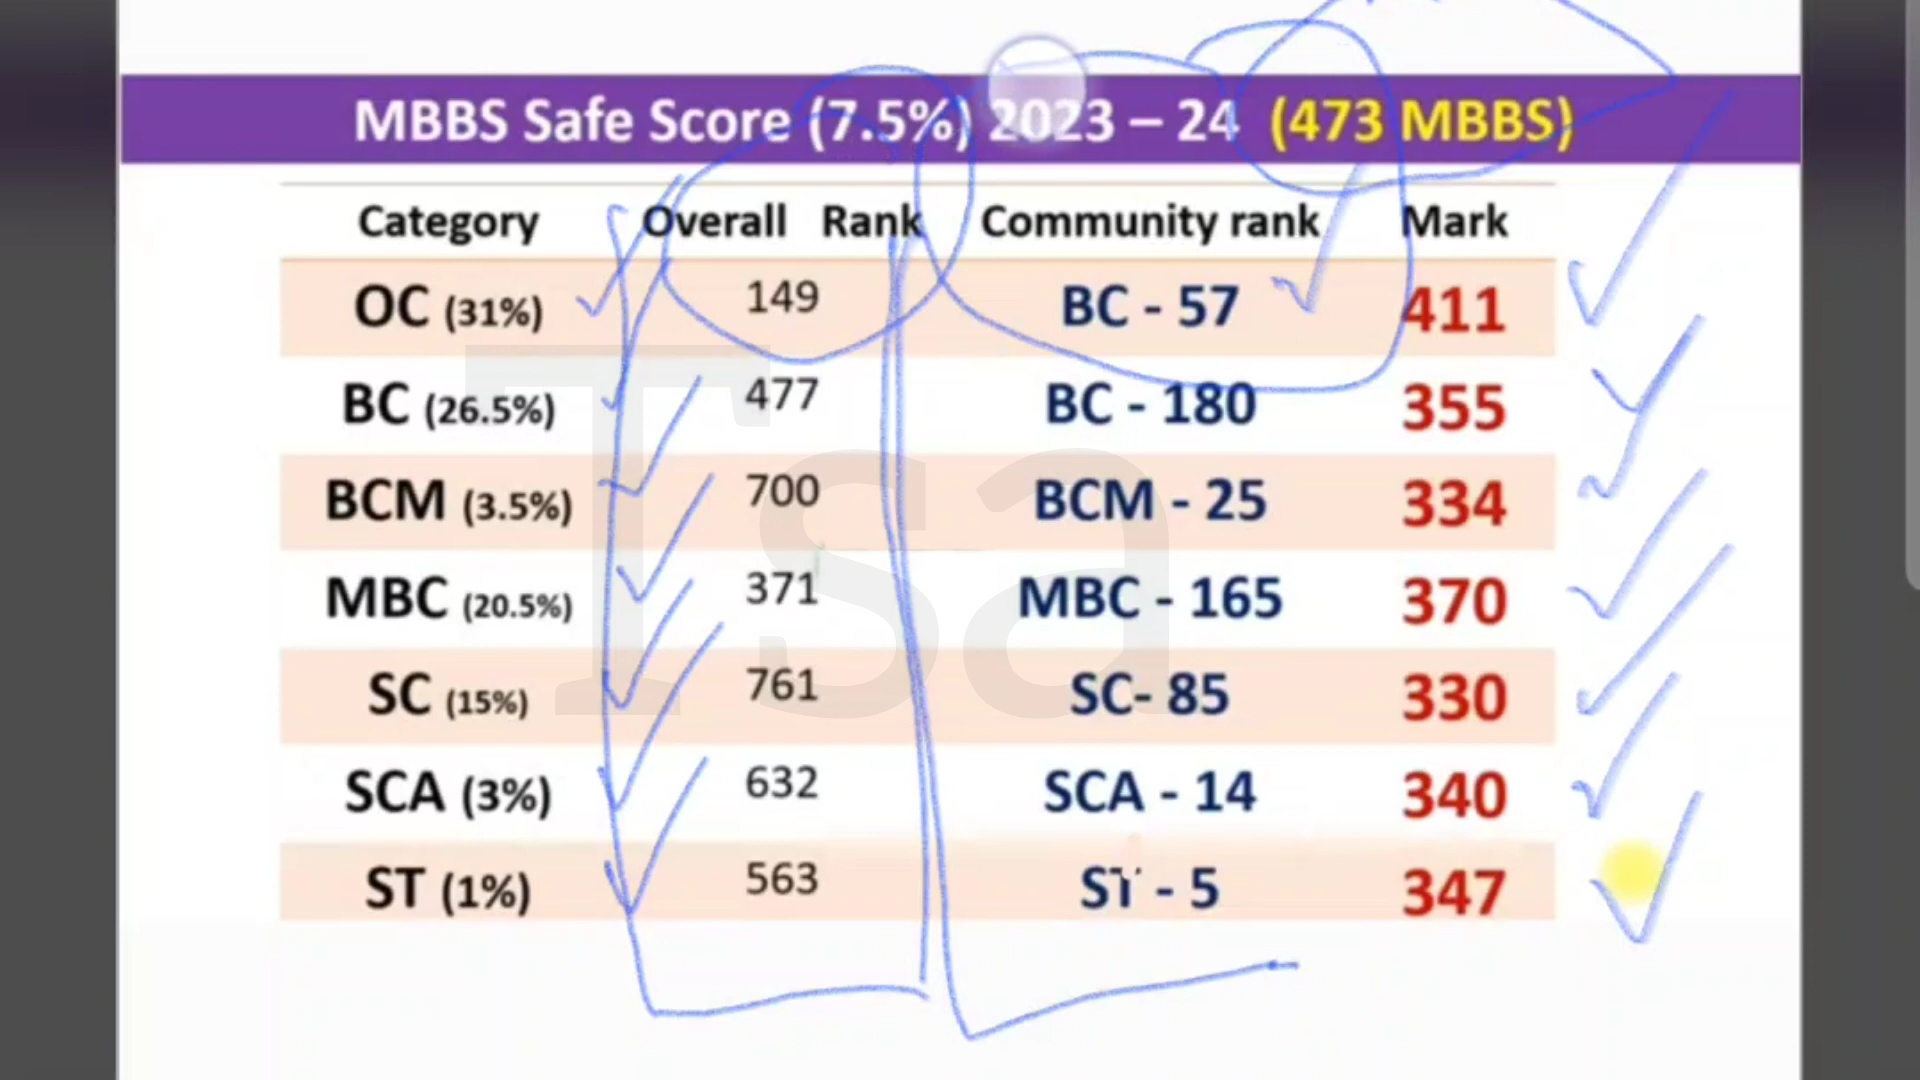 MBBS Safe Score (7.5%) 2023 – 24 (473 MBBS)
Category Overall Rank Community rank Mark
OC (31%) 149 BC - 57 411
BC (26.5%) 477 BC - 180 355
BCM (3.5%) 700 BCM - 25 334
MBC (20.5%) 371 MBC - 165 370
SC (15%) 761 SC- 85 330
SCA (3%) 632 SCA - 14 340
ST (1%) 563 ST - 5 347
Tsa